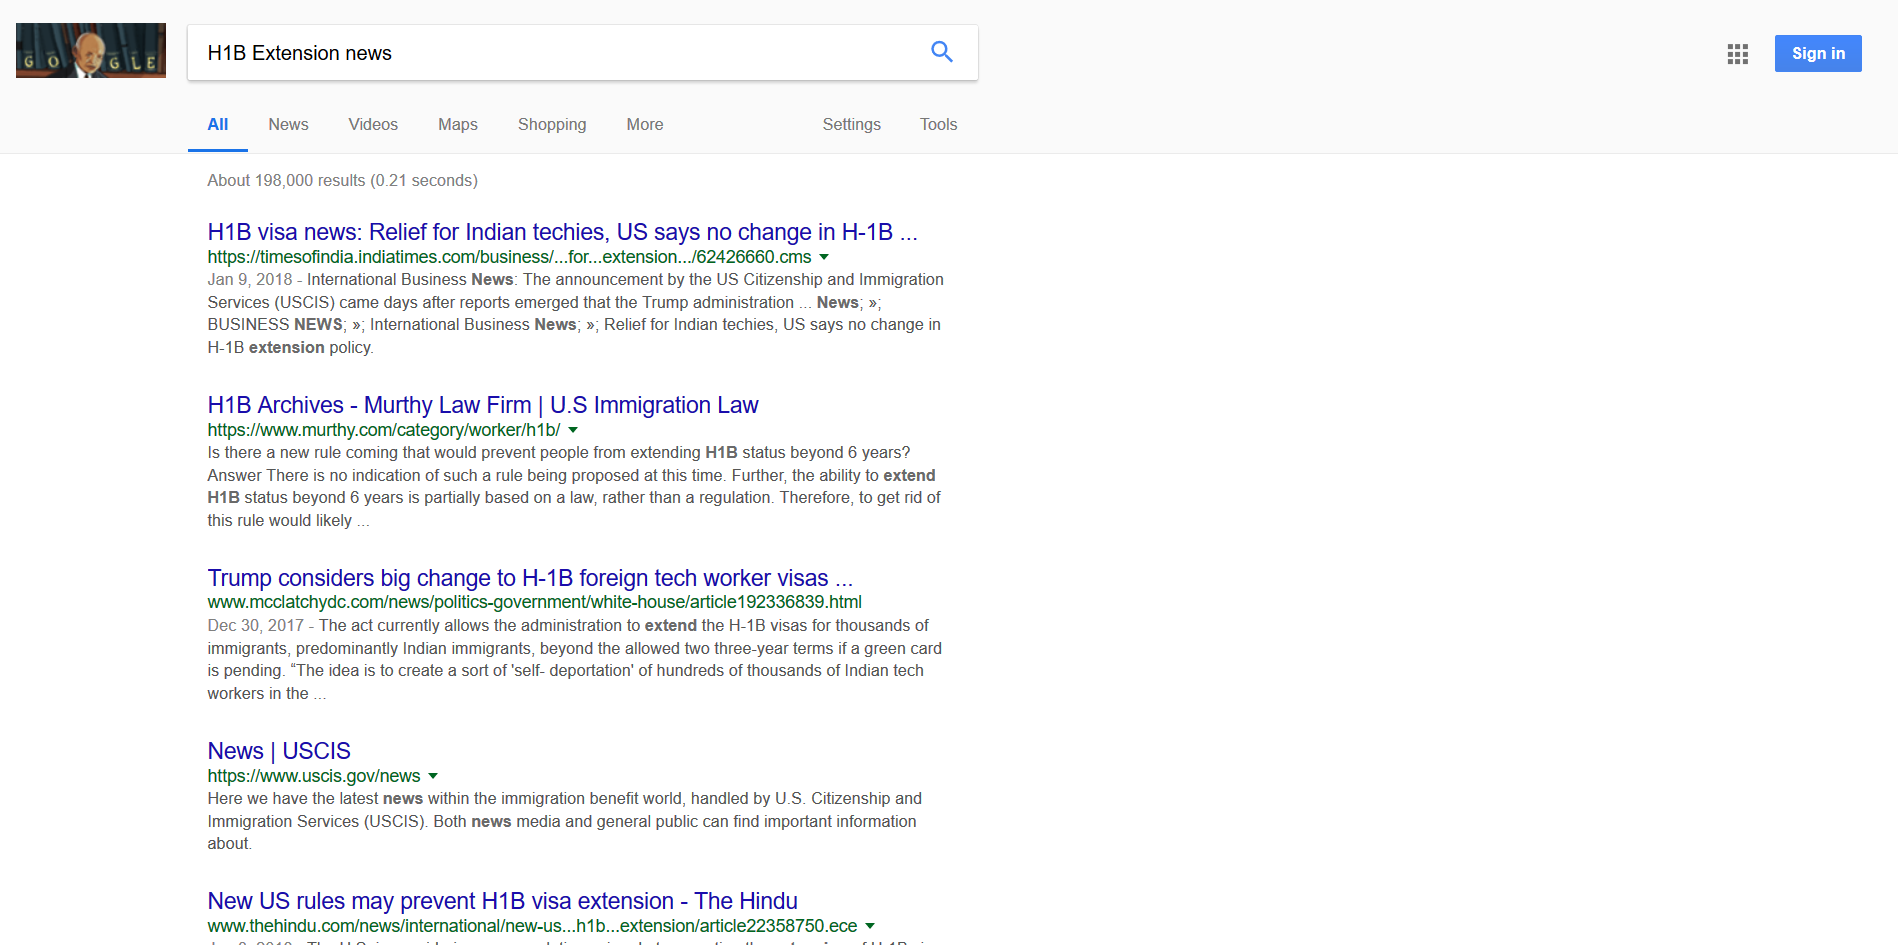 GO GLE
H1B Extension news
Sign in
All News Videos Maps Shopping More Settings Tools
About 198,000 results (0.21 seconds)
H1B visa news: Relief for Indian techies, US says no change in H-1B ...
https://timesofindia.indiatimes.com/business/...for...extension.../62426660.cms
Jan 9, 2018 - International Business News: The announcement by the US Citizenship and Immigration
Services (USCIS) came days after reports emerged that the Trump administration ... News; »;
BUSINESS NEWS; »; International Business News; »; Relief for Indian techies, US says no change in
H-1B extension policy.
H1B Archives - Murthy Law Firm | U.S Immigration Law
https://www.murthy.com/category/worker/h1b/
Is there a new rule coming that would prevent people from extending H1B status beyond 6 years?
Answer There is no indication of such a rule being proposed at this time. Further, the ability to extend
H1B status beyond 6 years is partially based on a law, rather than a regulation. Therefore, to get rid of
this rule would likely ...
Trump considers big change to H-1B foreign tech worker visas ...
www.mcclatchydc.com/news/politics-government/white-house/article192336839.html
Dec 30, 2017 - The act currently allows the administration to extend the H-1B visas for thousands of
immigrants, predominantly Indian immigrants, beyond the allowed two three-year terms if a green card
is pending. “The idea is to create a sort of 'self- deportation' of hundreds of thousands of Indian tech
workers in the ...
News | USCIS
https://www.uscis.gov/news
Here we have the latest news within the immigration benefit world, handled by U.S. Citizenship and
Immigration Services (USCIS). Both news media and general public can find important information
about.
New US rules may prevent H1B visa extension - The Hindu
www.thehindu.com/news/international/new-us...h1b...extension/article22358750.ece